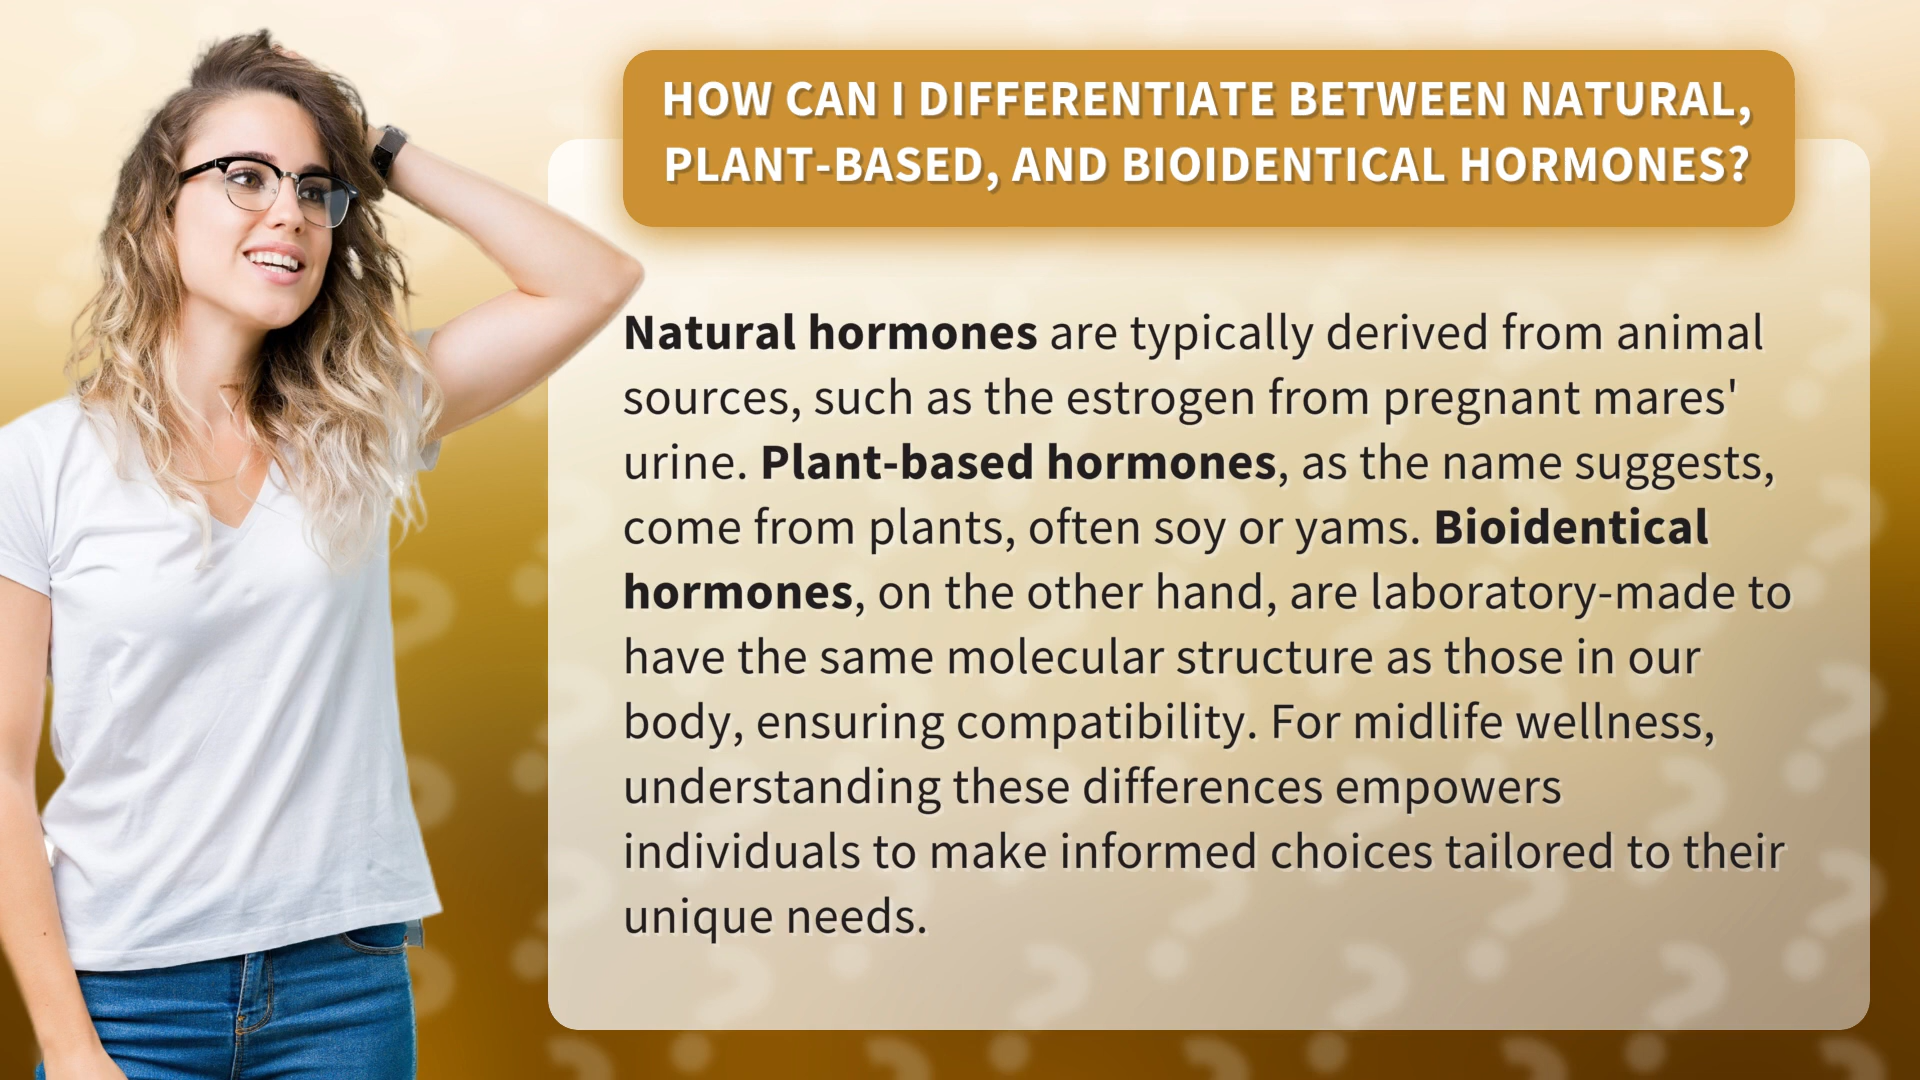 HOW CAN I DIFFERENTIATE BETWEEN NATURAL,
PLANT-BASED, AND BIOIDENTICAL HORMONES?
Natural hormones are typically derived from animal
sources, such as the estrogen from pregnant mares'
urine. Plant-based hormones, as the name suggests,
come from plants, often soy or yams. Bioidentical
hormones, on the other hand, are laboratory-made to
have the same molecular structure as those in our
body, ensuring compatibility. For midlife wellness,
understanding these differences empowers
individuals to make informed choices tailored to their
unique needs.